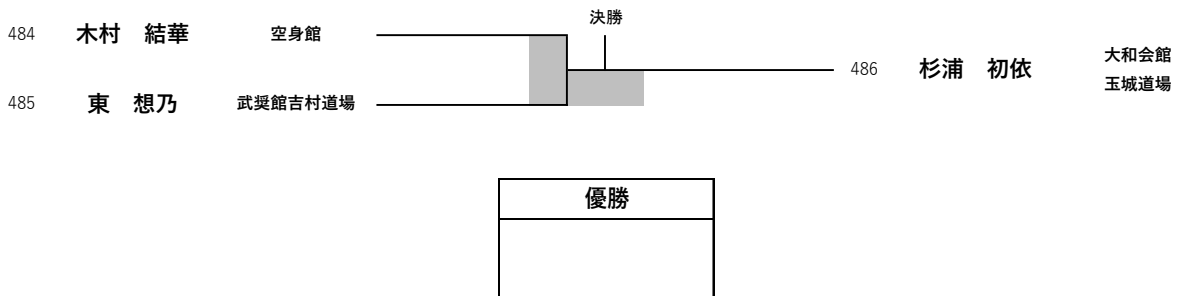 決勝
484 木村　結華 空身館
486 杉浦　初依 大和会館
玉城道場
485 東　想乃 武奨館吉村道場
優勝